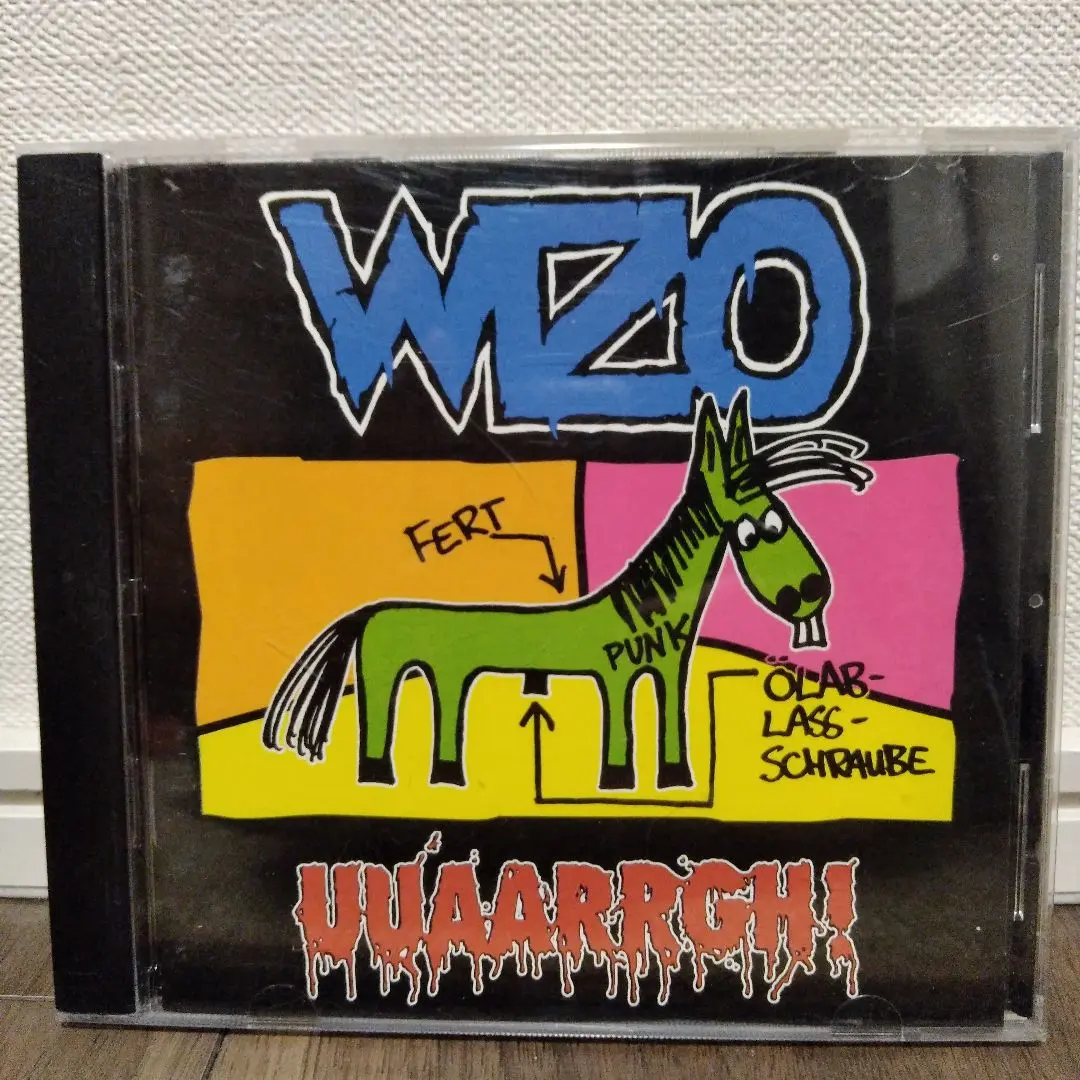 WIZO
FERT
PUNK
ÖLAB-
LASS-
SCHRAUBE
UUÁARRGH!